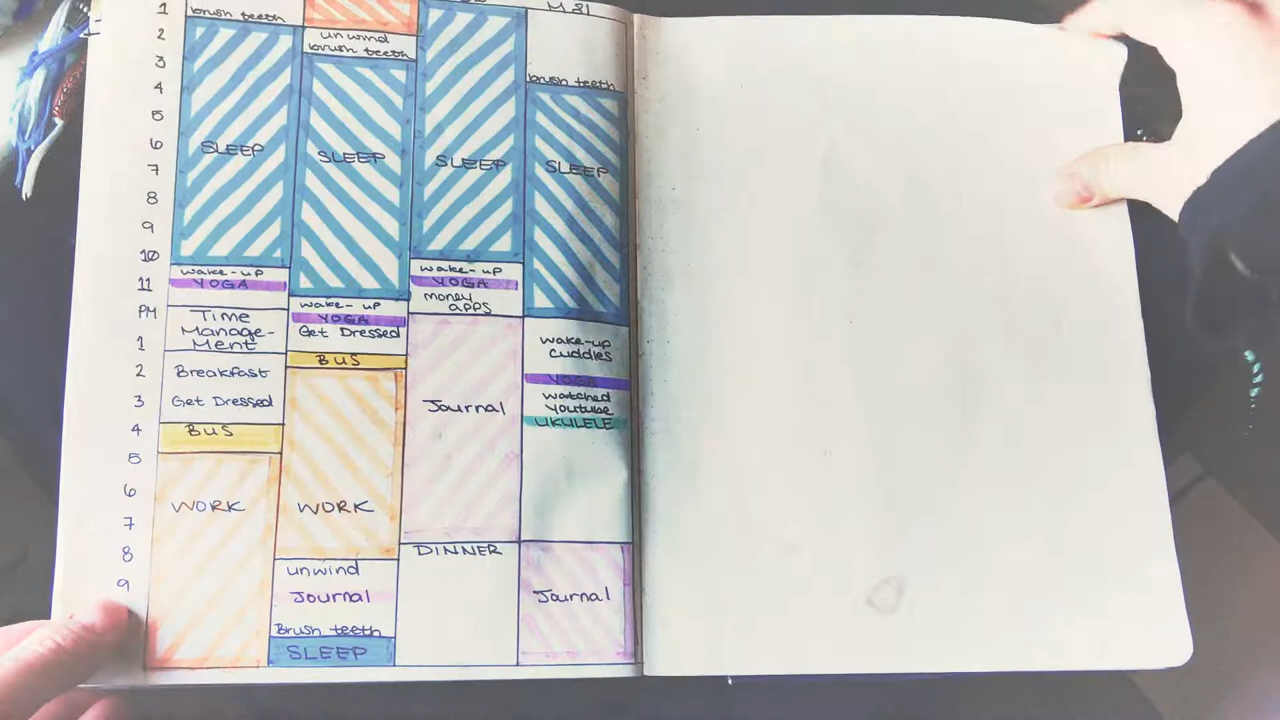 M 31
1
2
3
4
5
6
7
8
9
10
11
PM
1
2
3
4
5
6
7
8
9
brush teeth
SLEEP
wake-up
YOGA
Time
Manage-
ment
Breakfast
Get Dressed
BUS
WORK
unwind
brush teeth
SLEEP
wake-up
YOGA
Get Dressed
BUS
WORK
unwind
Journal
Brush teeth
SLEEP
SLEEP
wake-up
YOGA
money
apps
Journal
DINNER
brush teeth
SLEEP
wake-up
cuddles
YOGA
watched
Youtube
UKULELE
Journal